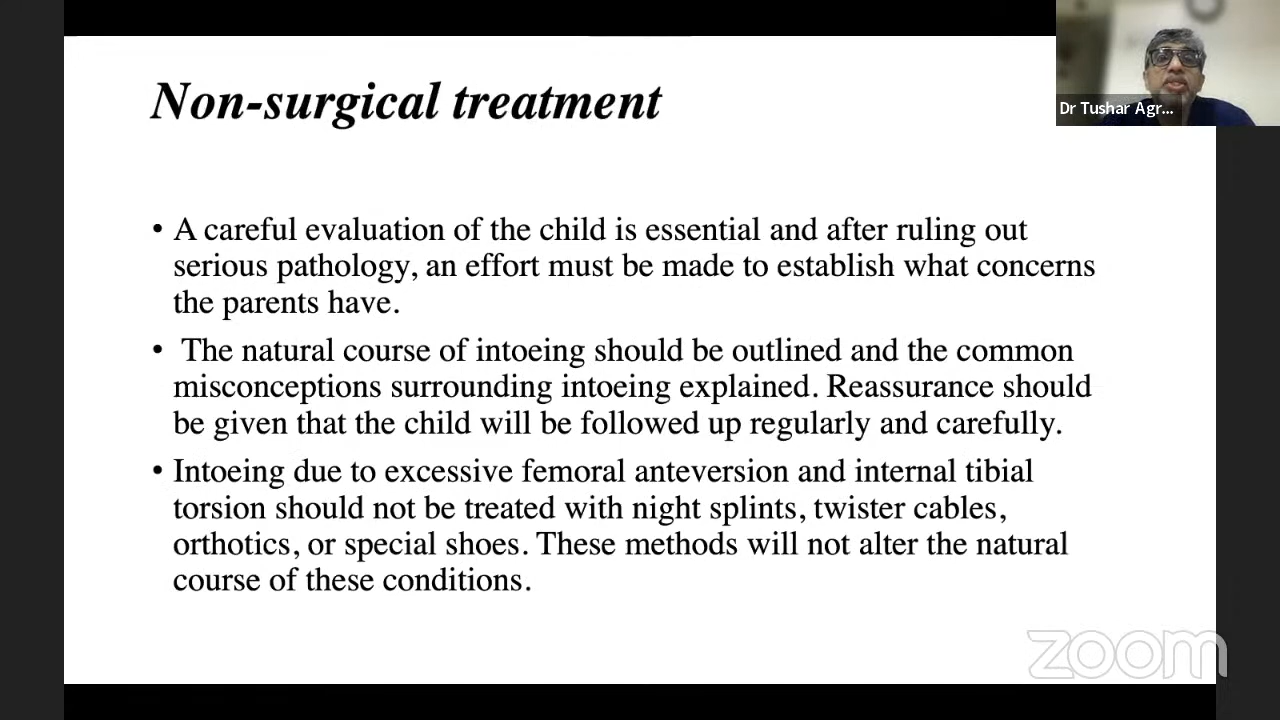 Non-surgical treatment
Dr Tushar Agr...
• A careful evaluation of the child is essential and after ruling out
serious pathology, an effort must be made to establish what concerns
the parents have.
• The natural course of intoeing should be outlined and the common
misconceptions surrounding intoeing explained. Reassurance should
be given that the child will be followed up regularly and carefully.
• Intoeing due to excessive femoral anteversion and internal tibial
torsion should not be treated with night splints, twister cables,
orthotics, or special shoes. These methods will not alter the natural
course of these conditions.
zoom